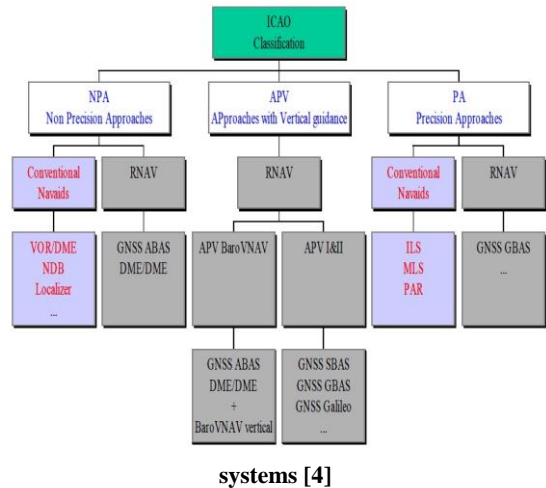 ICAO
Classification
NPA
Non Precision Approaches
APV
APproaches with Vertical guidance
PA
Precision Approaches
Conventional
Navaids
RNAV
RNAV
Conventional
Navaids
RNAV
VOR/DME
NDB
Localizer
...
GNSS ABAS
DME/DME
APV BaroVNAV
APV I&II
ILS
MLS
PAR
GNSS GBAS
...
GNSS ABAS
DME/DME
+
BaroVNAV vertical
GNSS SBAS
GNSS GBAS
GNSS Galileo
...
systems [4]